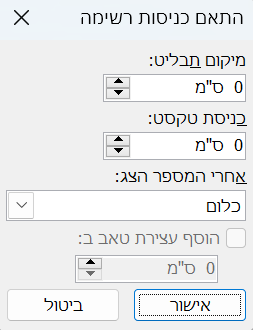 התאם כניסות רשימה
מיקום תבליט:
0 ס"מ
כניסת טקסט:
0 ס"מ
אחרי המספר הצג:
כלום
הוסף עצירת טאב ב:
0 ס"מ
אישור
ביטול